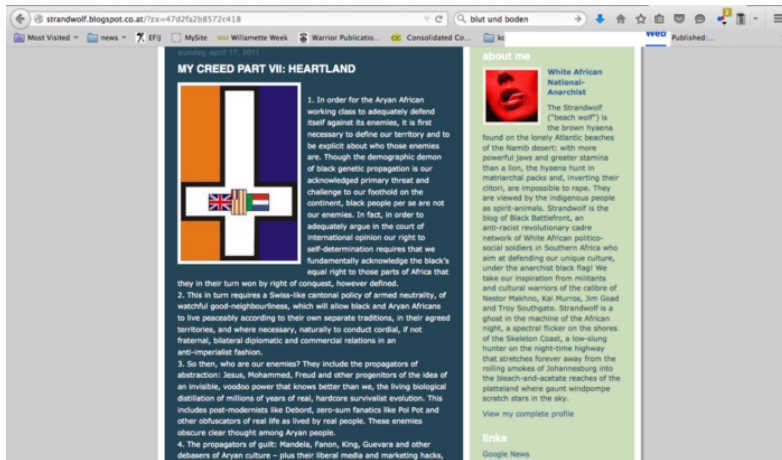 strandwolf.blogspot.co.at/?zx=47d2fa2b8572c418
blut und boden
Most Visited
news
EFIJ
MySite
Willamette Week
Warrior Publicatio...
Consolidated Co...
Web
Published:...
sunday, april 17, 2011
MY CREED PART VII: HEARTLAND
1. In order for the Aryan African
working class to adequately defend
itself against its enemies, it is first
necessary to define our territory and to
be explicit about who those enemies
are. Though the demographic demon
of black genetic propagation is our
acknowledged primary threat and
challenge to our foothold on the
continent, black people per se are not
our enemies. In fact, in order to
adequately argue in the court of
international opinion our right to
self-determination requires that we
fundamentally acknowledge the black's
equal right to those parts of Africa that
they in their turn won by right of conquest, however defined.
2. This in turn requires a Swiss-like cantonal policy of armed neutrality, of
watchful good-neighbourliness, which will allow black and Aryan Africans
to live peaceably according to their own separate traditions, in their agreed
territories, and where necessary, naturally to conduct cordial, if not
fraternal, bilateral diplomatic and commercial relations in an
anti-imperialist fashion.
3. So then, who are our enemies? They include the propagators of
abstraction: Jesus, Mohammed, Freud and other progenitors of the idea of
an invisible, voodoo power that knows better than we, the living biological
distillation of millions of years of real, hardcore survivalist evolution. This
includes post-modernists like Debord, zero-sum fanatics like Pol Pot and
other obfuscators of real life as lived by real people. These enemies
obscure clear thought among Aryan people.
4. The propagators of guilt: Mandela, Fanon, King, Guevara and other
debasers of Aryan culture – plus their liberal media and marketing hacks,
about me
White African
National-
Anarchist
The Strandwolf
("beach wolf") is
the brown hyaena
found on the lonely Atlantic beaches
of the Namib desert: with more
powerful jaws and greater stamina
than a lion, the hyaena hunt in
matriarchal packs and, inverting their
clitori, are impossible to rape. They
are viewed by the indigenous people
as spirit-animals. Strandwolf is the
blog of Black Battlefront, an
anti-racist revolutionary cadre
network of White African politico-
social soldiers in Southern Africa who
aim at defending our unique culture,
under the anarchist black flag! We
take our inspiration from militants
and cultural warriors of the calibre of
Nestor Makhno, Kai Murros, Jim Goad
and Troy Southgate. Strandwolf is a
ghost in the machine of the African
night, a spectral flicker on the shores
of the Skeleton Coast, a low-slung
hunter on the night-time highway
that stretches forever away from the
roiling smokes of Johannesburg into
the bleach-and-acetate reaches of the
platteland where gaunt windpompe
scratch stars in the sky.
View my complete profile
links
Google News